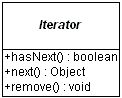 Iterator
+hasNext() : boolean
+next() : Object
+remove() : void